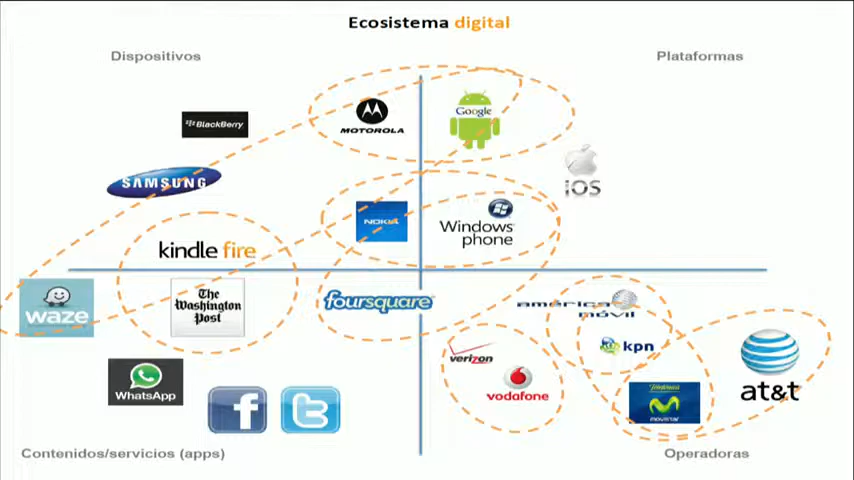 Ecosistema digital
Dispositivos
Plataformas
BlackBerry
MOTOROLA
Google
SAMSUNG
iOS
NOKIA
Windows
phone
kindle fire
waze
The
Washington
Post
foursquare
américa
móvil
verizon
kpn
vodafone
at&t
WhatsApp
f
t
Telefónica
movistar
Contenidos/servicios (apps)
Operadoras